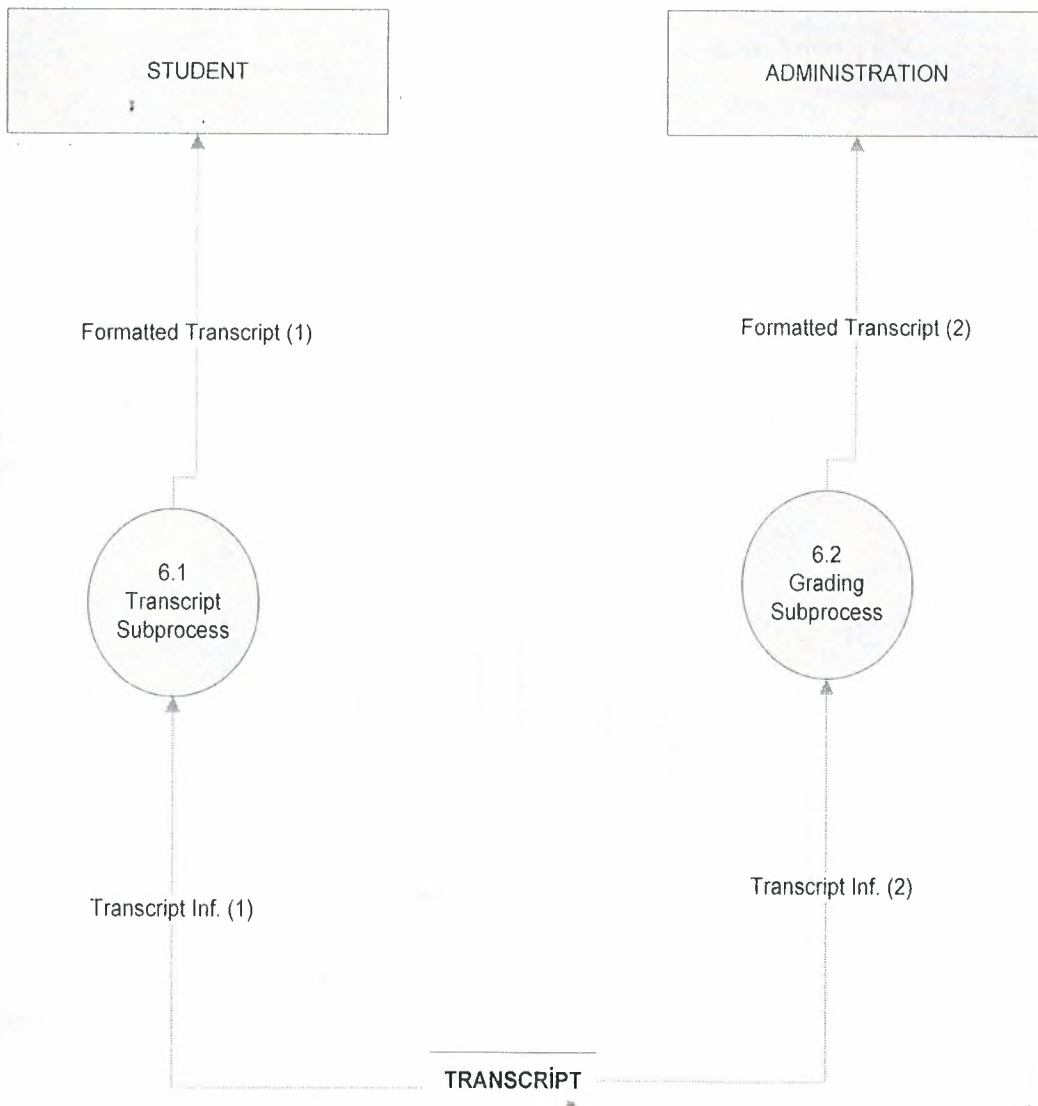 STUDENT
ADMINISTRATION
Formatted Transcript (1)
Formatted Transcript (2)
6.1
Transcript
Subprocess
6.2
Grading
Subprocess
Transcript Inf. (1)
Transcript Inf. (2)
TRANSCRİPT